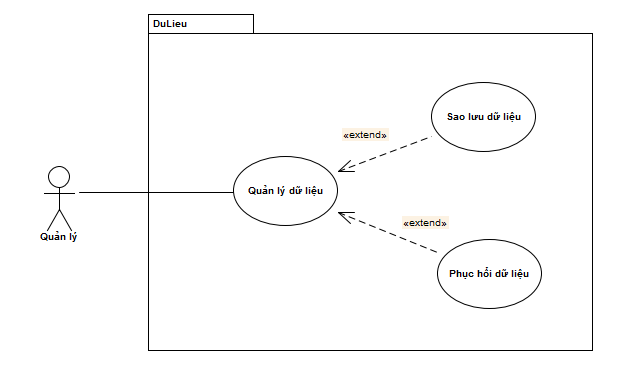 DuLieu
Sao lưu dữ liệu
«extend»
Quản lý dữ liệu
«extend»
Quản lý
Phục hồi dữ liệu